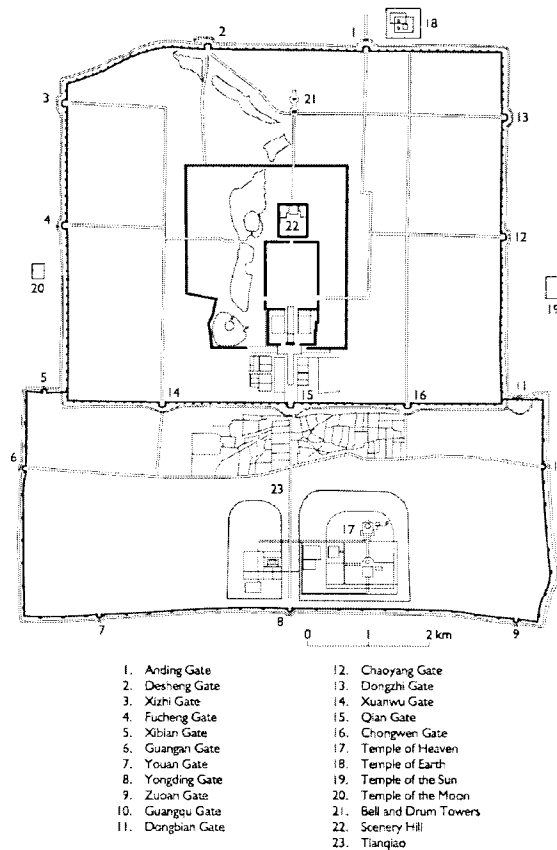 2
1
18
3
21
13
4
22
12
20
19
5
14
15
16
11
6
23
17
7
8
0 1 2 km
9
1. Anding Gate
2. Desheng Gate
3. Xizhi Gate
4. Fucheng Gate
5. Xibian Gate
6. Guangan Gate
7. Youan Gate
8. Yongding Gate
9. Zuoan Gate
10. Guangqu Gate
11. Dongbian Gate
12. Chaoyang Gate
13. Dongzhi Gate
14. Xuanwu Gate
15. Qian Gate
16. Chongwen Gate
17. Temple of Heaven
18. Temple of Earth
19. Temple of the Sun
20. Temple of the Moon
21. Bell and Drum Towers
22. Scenery Hill
23. Tianqiao